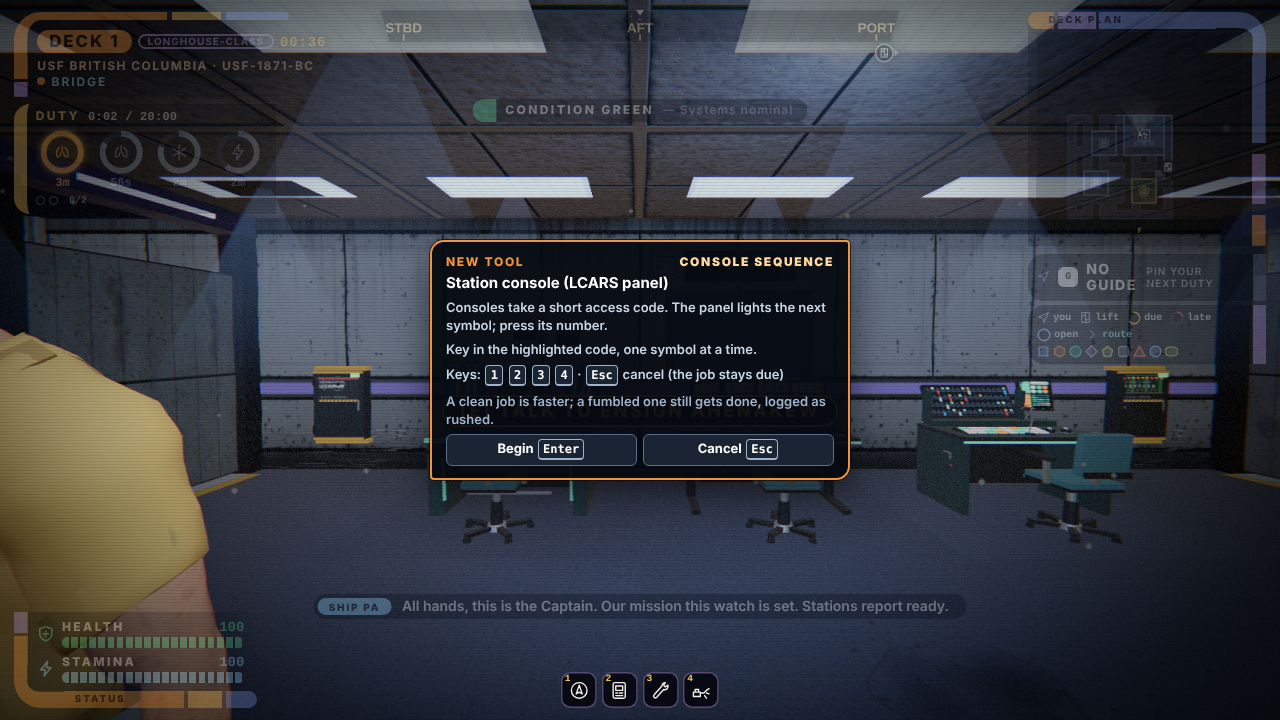 STBD
AFT
PORT
DECK PLAN
DECK 1
LONGHOUSE-CLASS
00:36
USF BRITISH COLUMBIA · USF-1871-BC
BRIDGE
CONDITION GREEN — Systems nominal
DUTY 0:02 / 20:00
3m
56s
2m
2m
0/2
G
NO GUIDE
PIN YOUR NEXT DUTY
you
lift
due
late
open
route
NEW TOOL
CONSOLE SEQUENCE
Station console (LCARS panel)
Consoles take a short access code. The panel lights the next
symbol; press its number.
Key in the highlighted code, one symbol at a time.
Keys: 1 2 3 4 · Esc cancel (the job stays due)
A clean job is faster; a fumbled one still gets done, logged as
rushed.
Begin Enter
Cancel Esc
SHIP PA
All hands, this is the Captain. Our mission this watch is set. Stations report ready.
HEALTH 100
STAMINA 100
STATUS
1
2
3
4